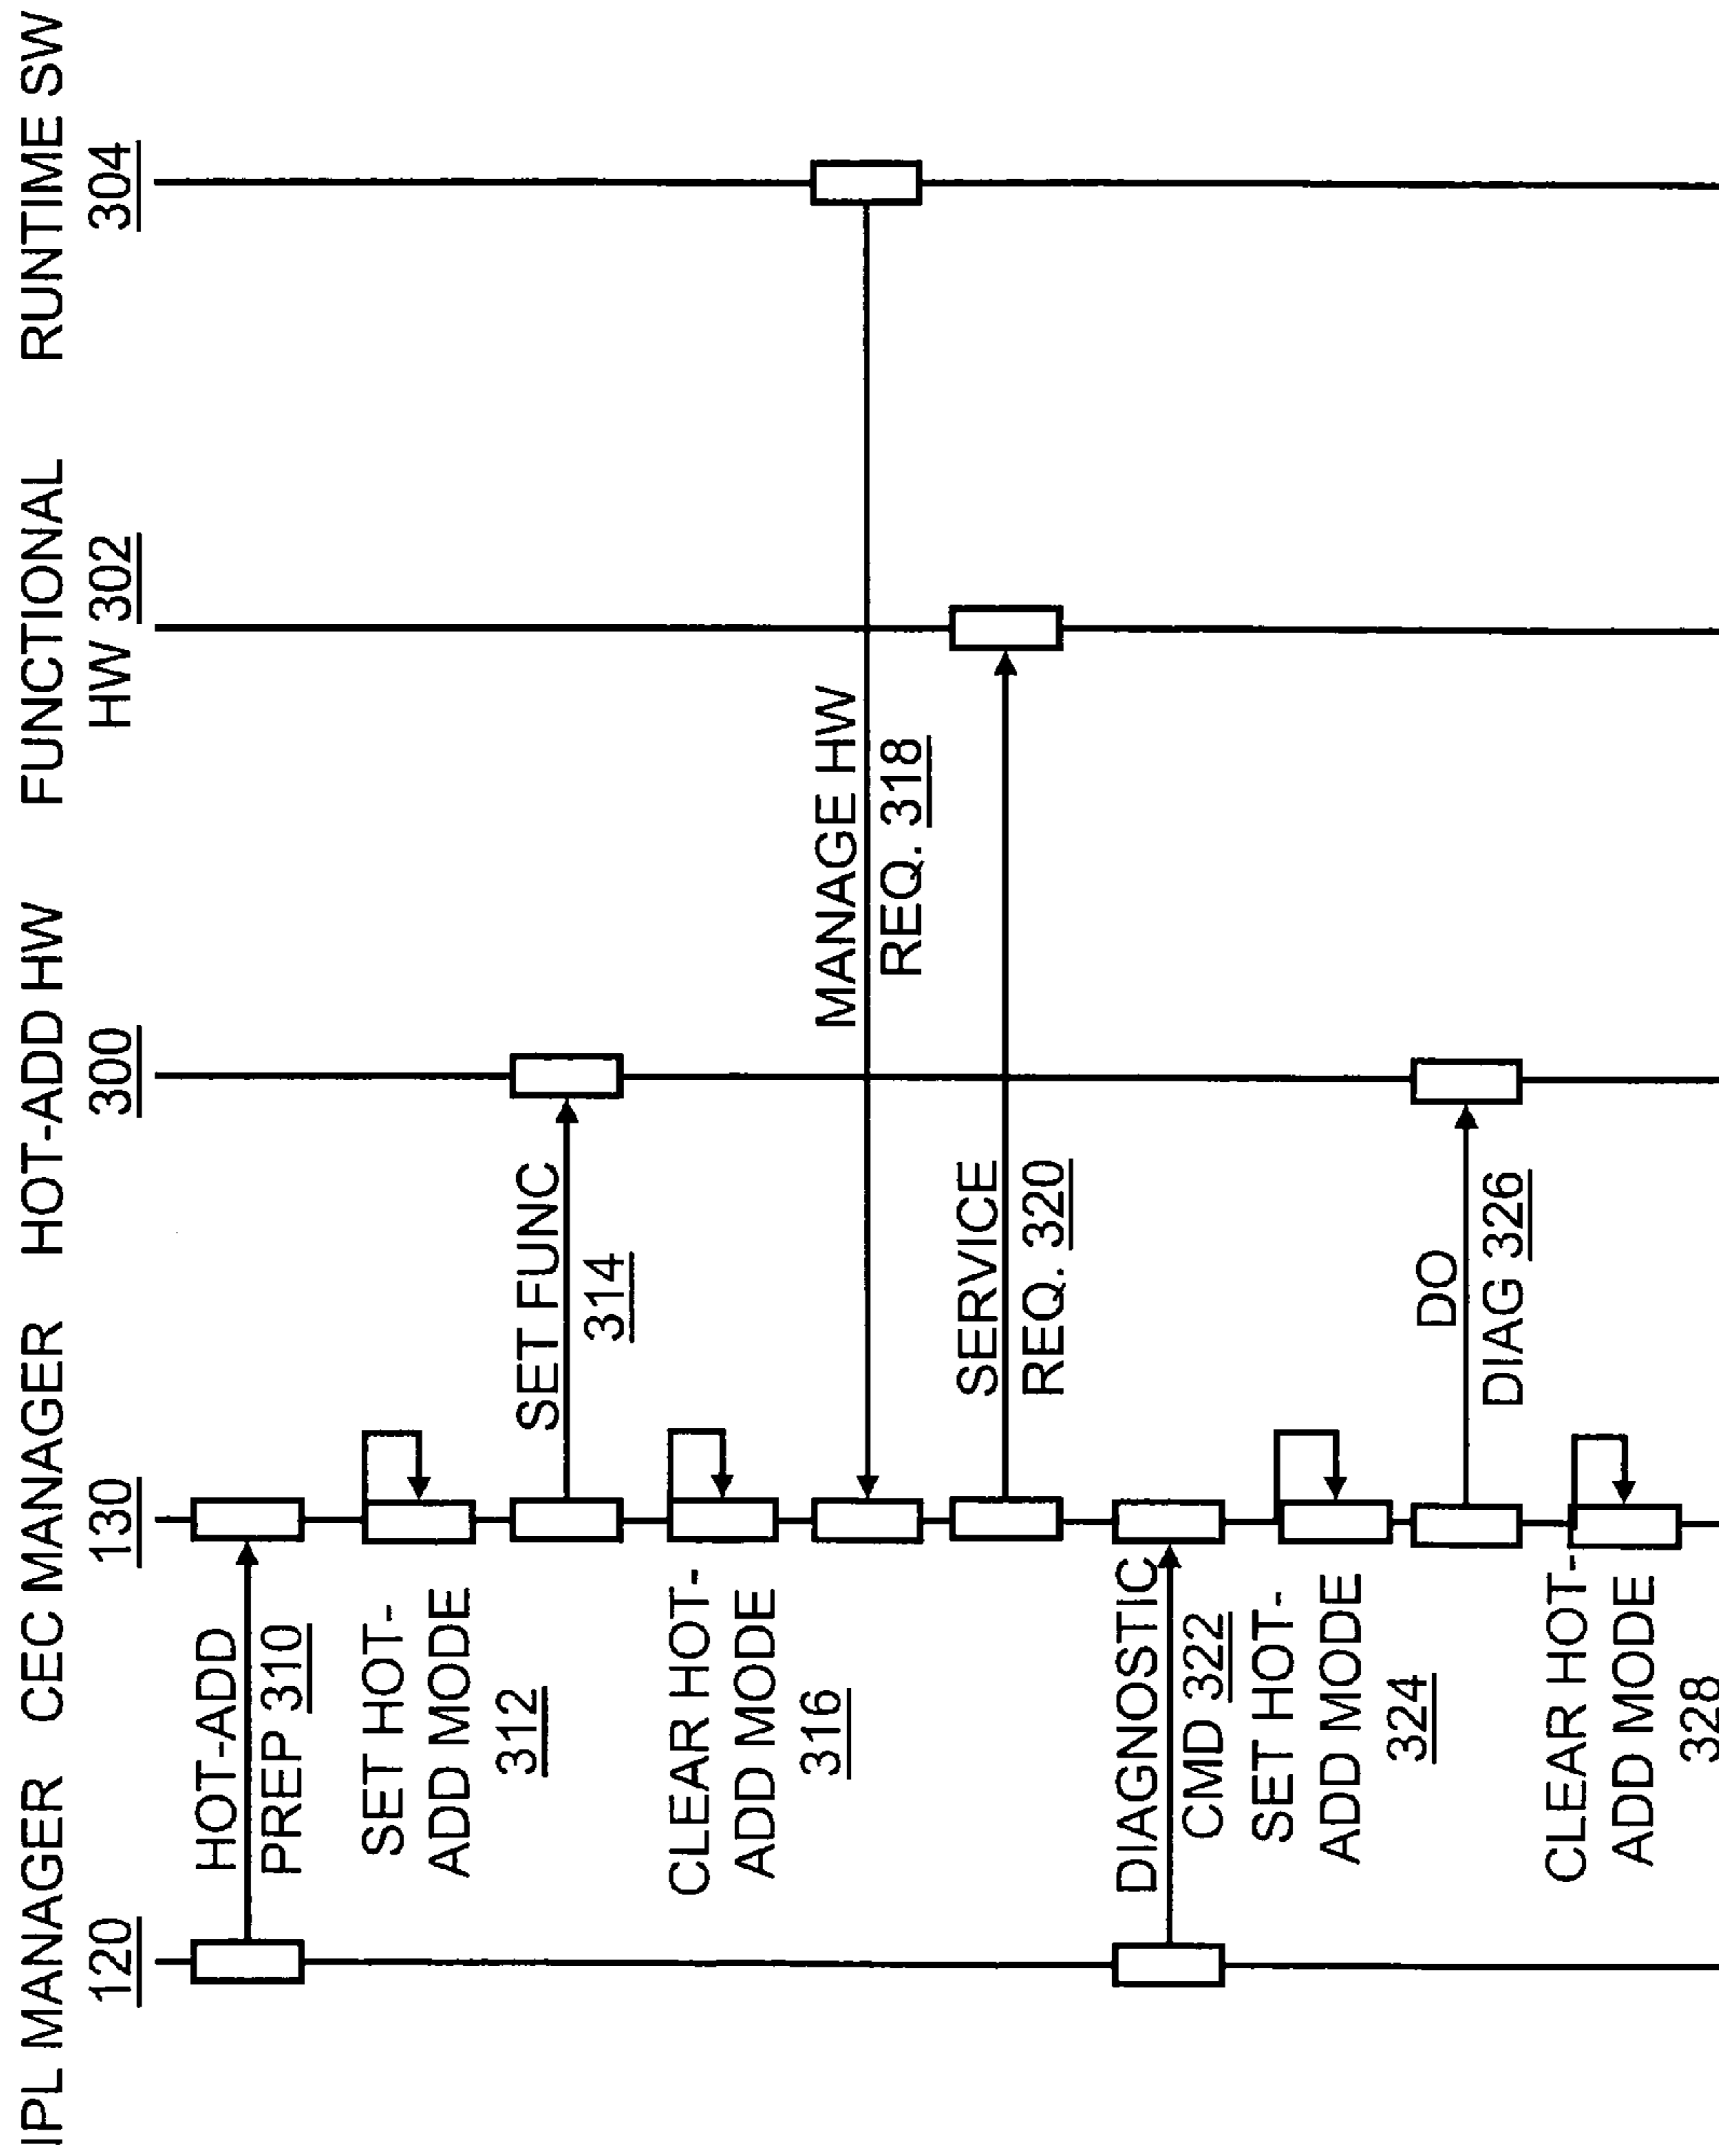 IPL MANAGER CEC MANAGER HOT-ADD HW FUNCTIONAL RUNTIME SW
120 130 300 HW 302 304
HOT-ADD
PREP 310
SET HOT-
ADD MODE
312
SET FUNC
314
CLEAR HOT-
ADD MODE
316
MANAGE HW
REQ. 318
SERVICE
REQ. 320
DIAGNOSTIC
CMD 322
SET HOT-
ADD MODE
324
DO
DIAG 326
CLEAR HOT-
ADD MODE
328